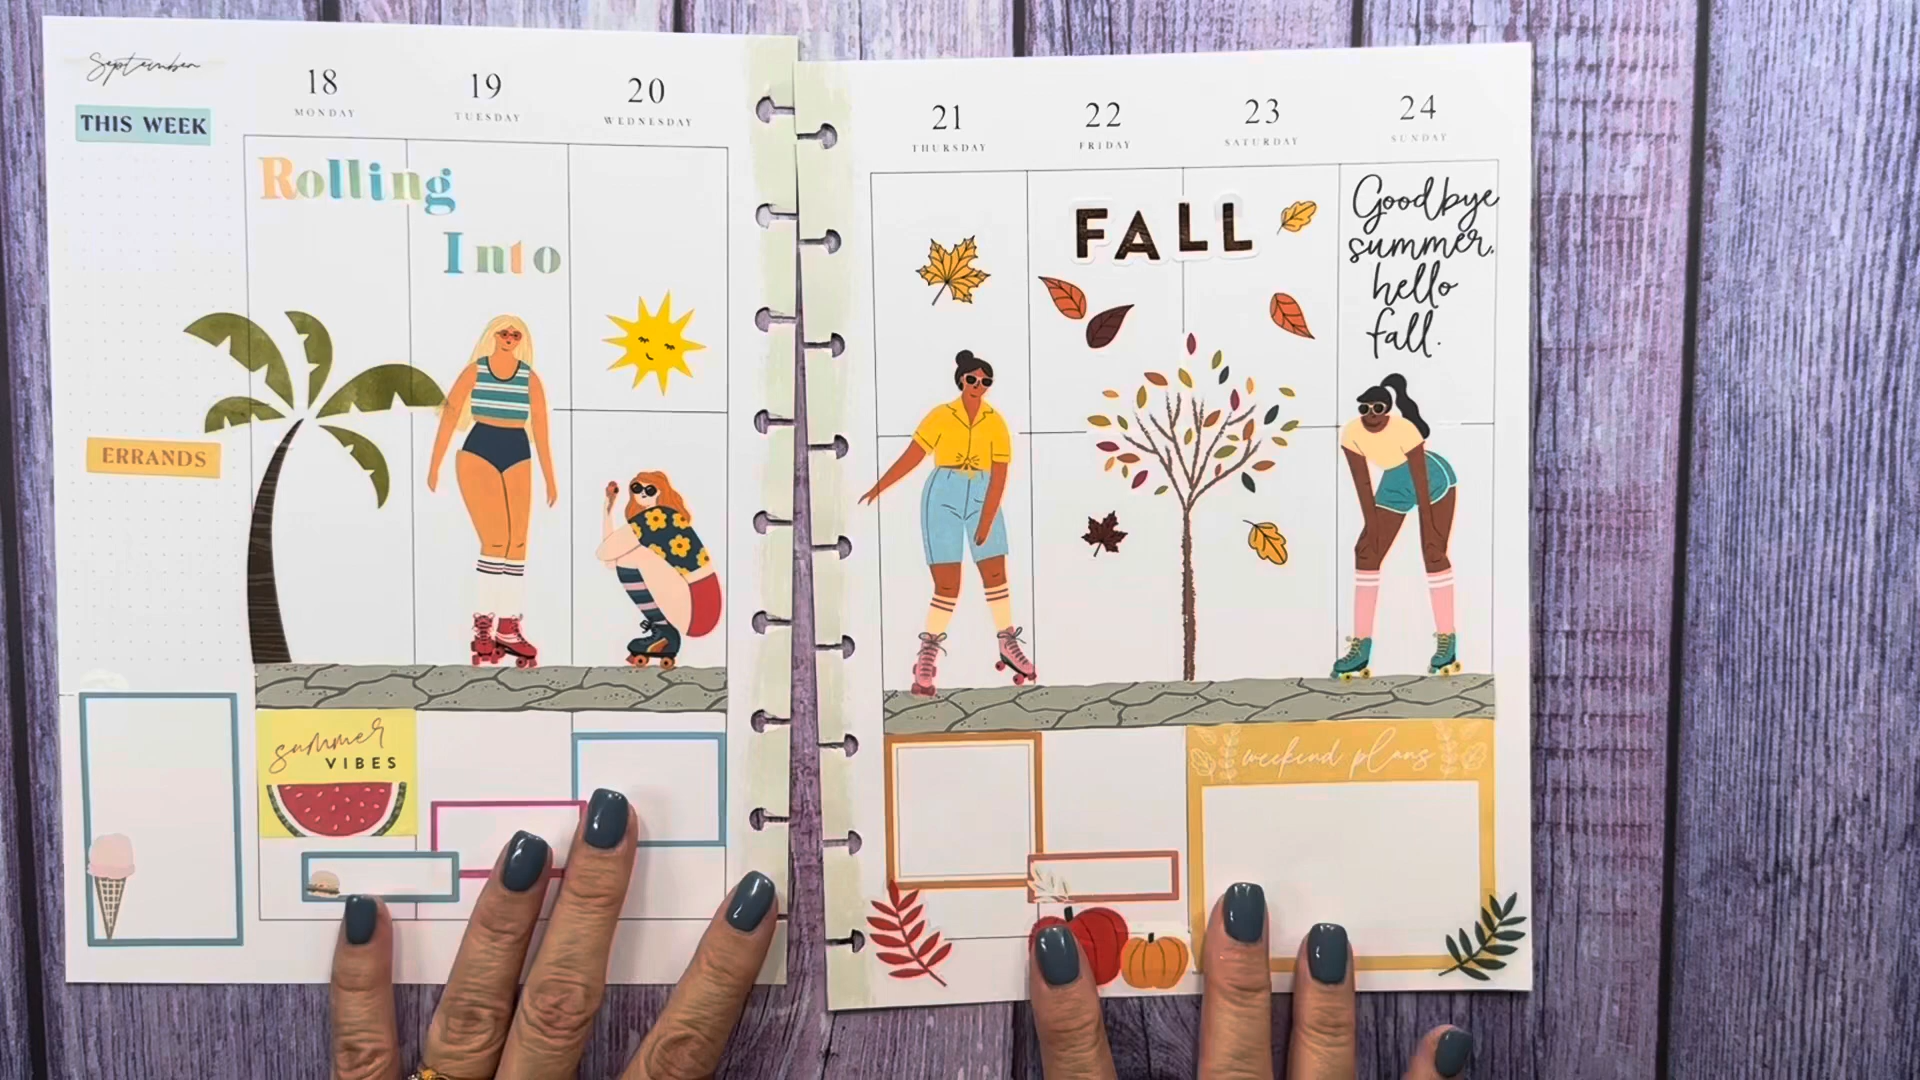 September
THIS WEEK
ERRANDS
18
MONDAY
19
TUESDAY
20
WEDNESDAY
Rolling
Into
summer
VIBES
21
THURSDAY
22
FRIDAY
23
SATURDAY
24
SUNDAY
FALL
Goodbye
summer.
hello
fall.
weekend plans